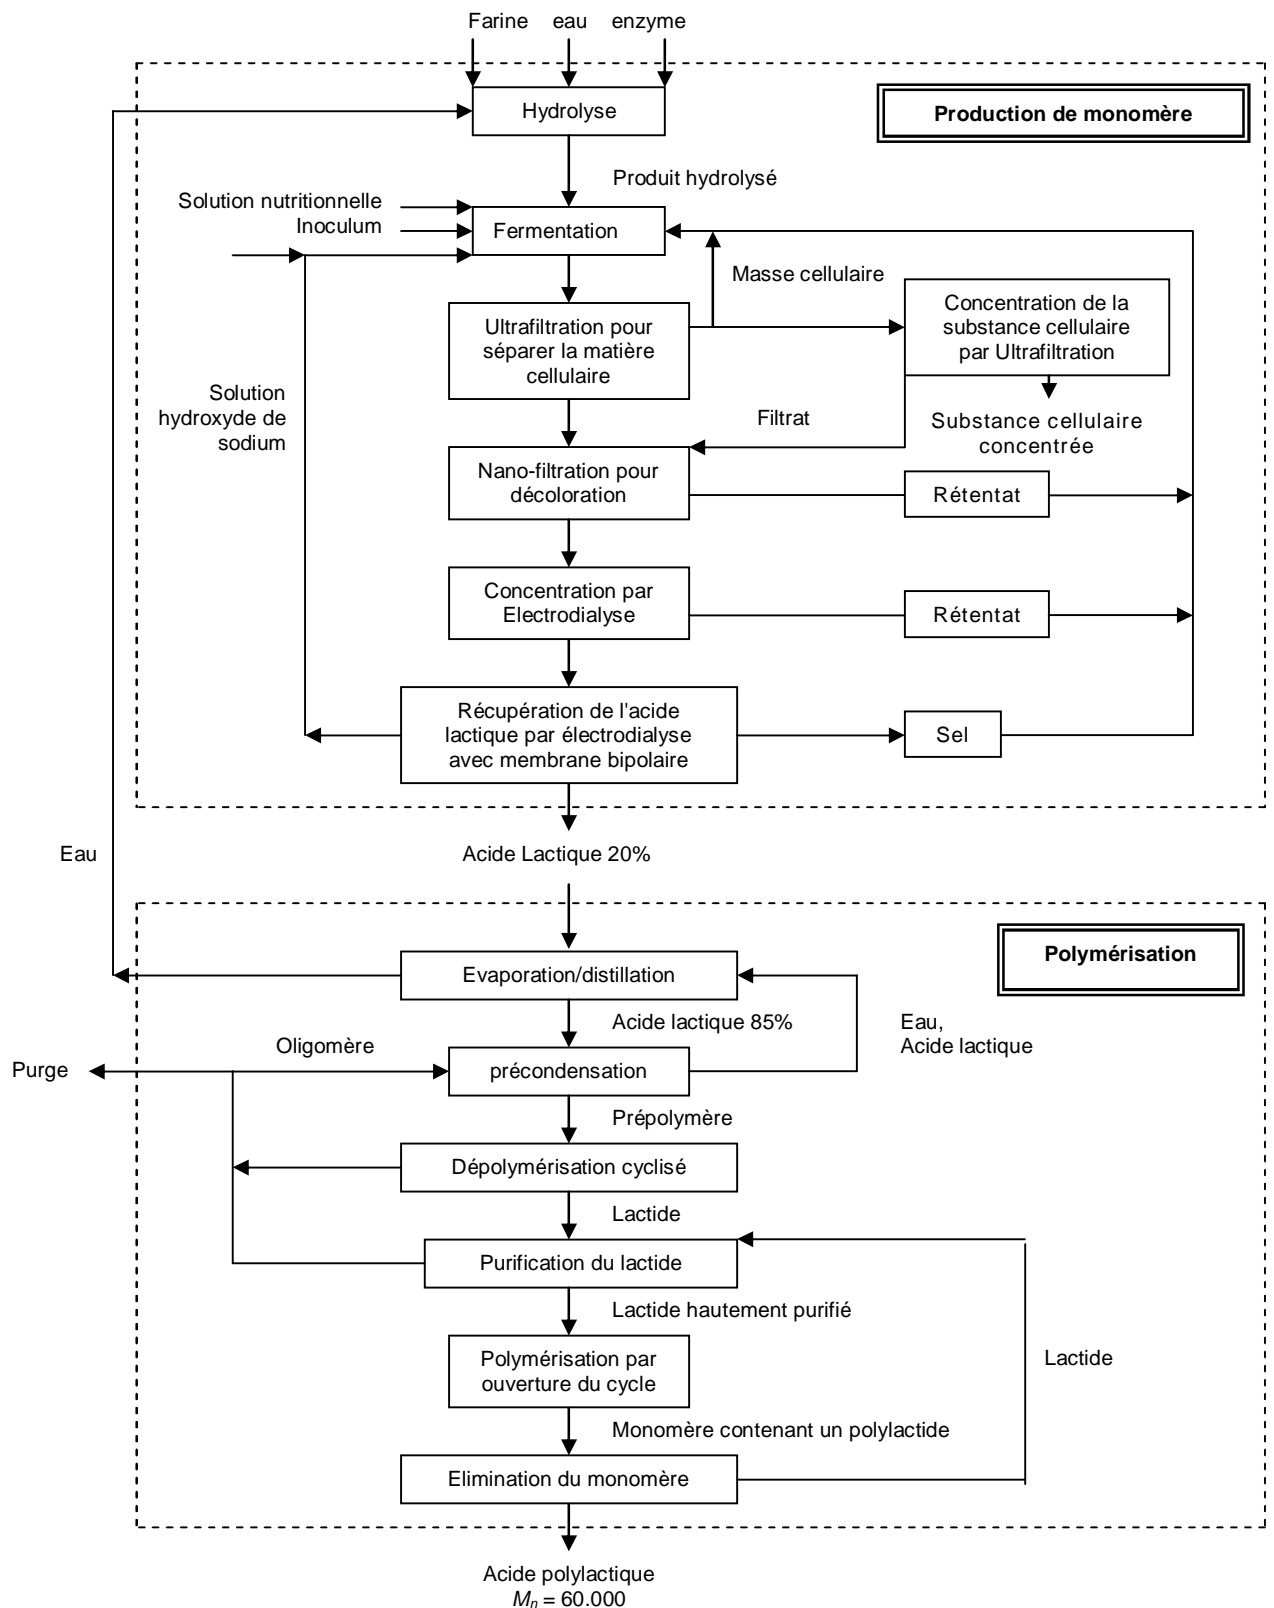 Farine eau enzyme
Hydrolyse
Production de monomère
Produit hydrolysé
Solution nutritionnelle
Inoculum
Fermentation
Masse cellulaire
Ultrafiltration pour
séparer la matière
cellulaire
Concentration de la
substance cellulaire
par Ultrafiltration
Solution
hydroxyde de
sodium
Filtrat
Substance cellulaire
concentrée
Nano-filtration pour
décoloration
Rétentat
Concentration par
Electrodialyse
Rétentat
Récupération de l'acide
lactique par électrodialyse
avec membrane bipolaire
Sel
Eau
Acide Lactique 20%
Polymérisation
Evaporation/distillation
Acide lactique 85%
Eau,
Acide lactique
Oligomère
Purge
précondensation
Prépolymère
Dépolymérisation cyclisé
Lactide
Purification du lactide
Lactide hautement purifié
Polymérisation par
ouverture du cycle
Lactide
Monomère contenant un polylactide
Elimination du monomère
Acide polylactique
Mn = 60.000